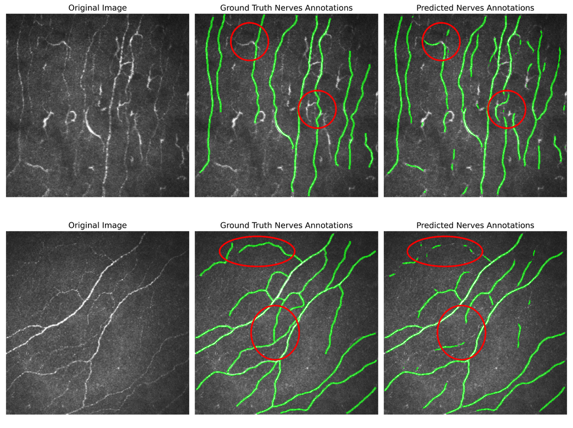 Original Image
Ground Truth Nerves Annotations
Predicted Nerves Annotations
Original Image
Ground Truth Nerves Annotations
Predicted Nerves Annotations